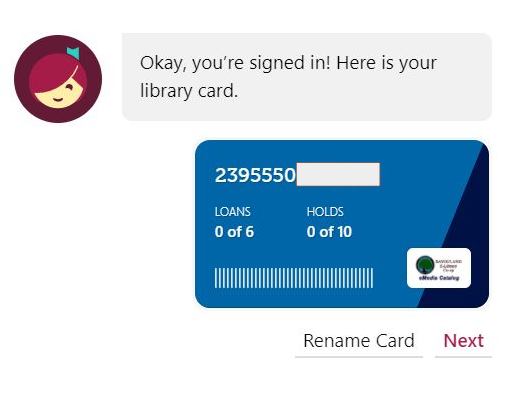 Okay, you’re signed in! Here is your
library card.
2395550
LOANS
HOLDS
0 of 6
0 of 10
eMedia Catalog
Rename Card
Next